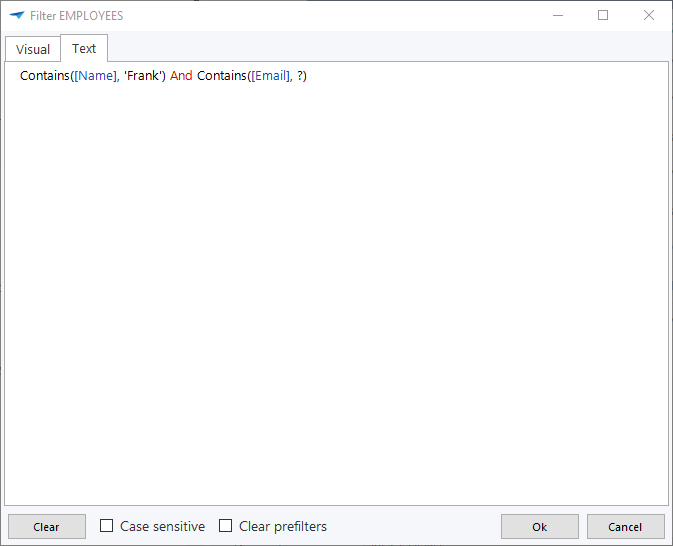 Filter EMPLOYEES
Visual Text
Contains([Name], 'Frank') And Contains([Email], ?)
Clear Case sensitive Clear prefilters Ok Cancel